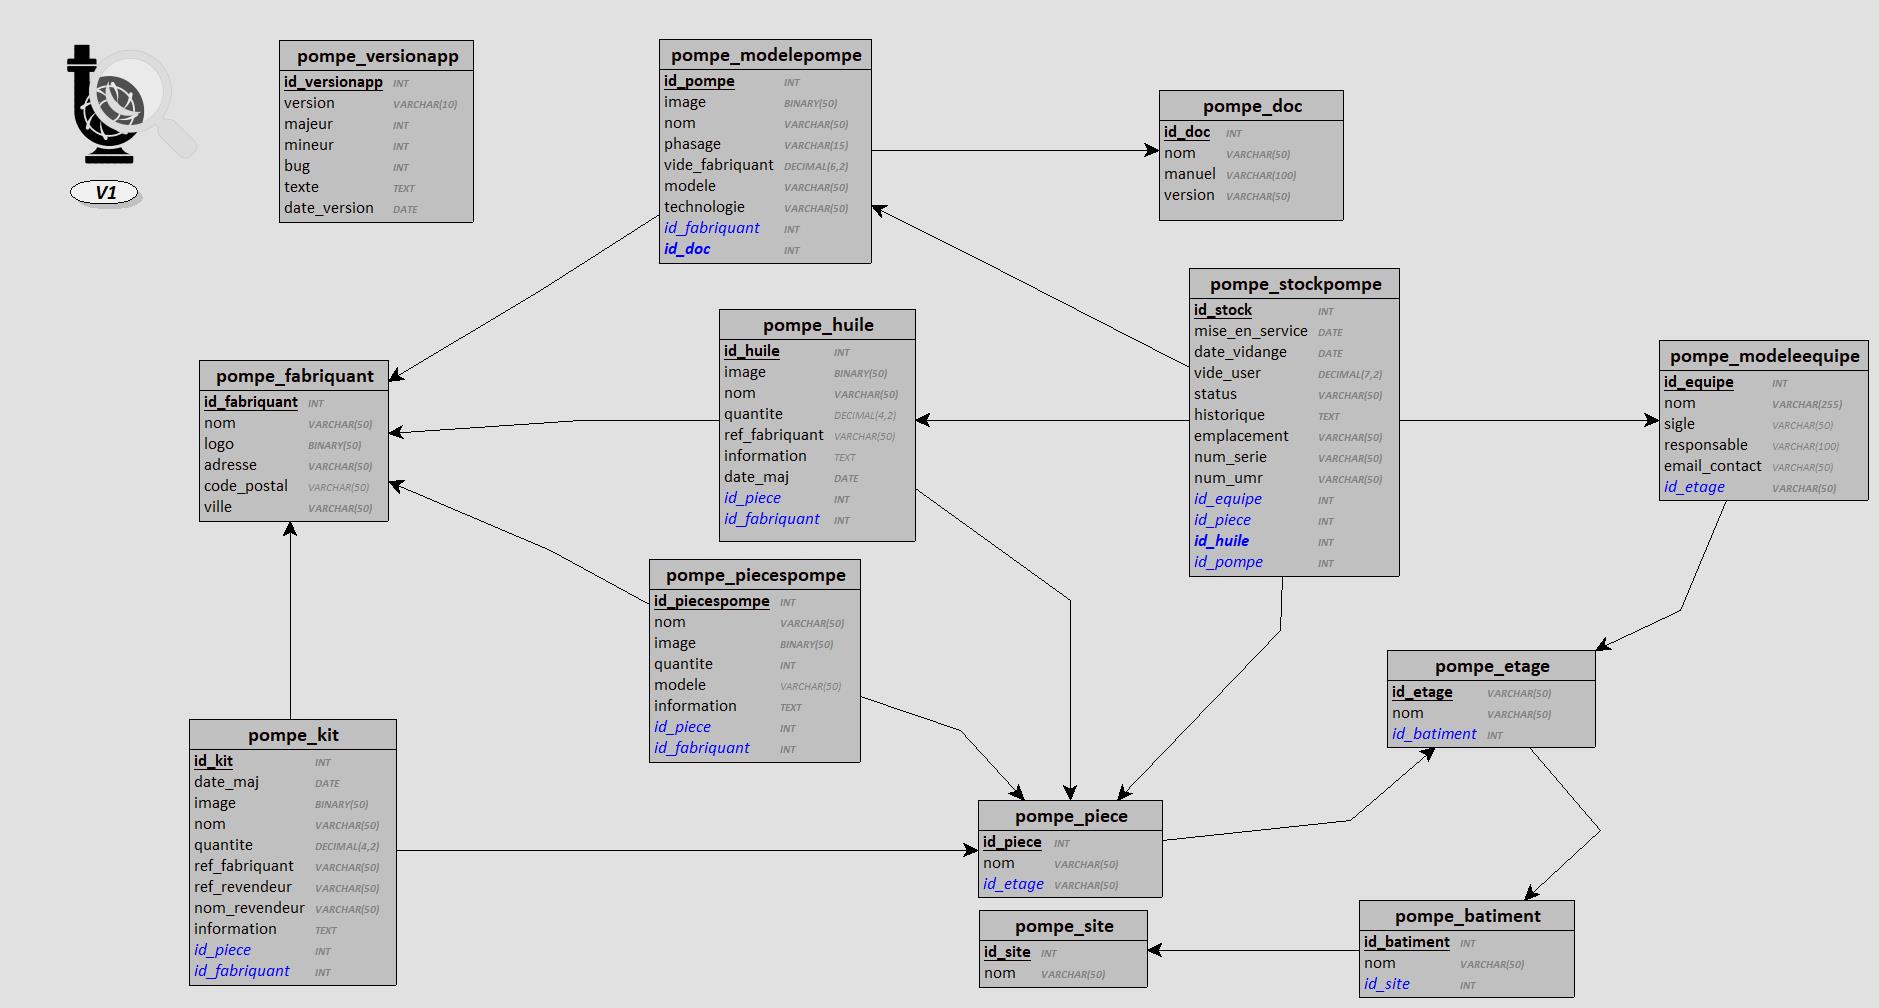 V1
pompe_versionapp
id_versionapp INT
version VARCHAR(10)
majeur INT
mineur INT
bug INT
texte TEXT
date_version DATE
pompe_modelepompe
id_pompe INT
image BINARY(50)
nom VARCHAR(50)
phasage VARCHAR(15)
vide_fabriquant DECIMAL(6,2)
modele VARCHAR(50)
technologie VARCHAR(50)
id_fabriquant INT
id_doc INT
pompe_doc
id_doc INT
nom VARCHAR(50)
manuel VARCHAR(100)
version VARCHAR(50)
pompe_stockpompe
id_stock INT
mise_en_service DATE
date_vidange DATE
vide_user DECIMAL(7,2)
status VARCHAR(50)
historique TEXT
emplacement VARCHAR(50)
num_serie VARCHAR(50)
num_umr VARCHAR(50)
id_equipe INT
id_piece INT
id_huile INT
id_pompe INT
pompe_huile
id_huile INT
image BINARY(50)
nom VARCHAR(50)
quantite DECIMAL(4,2)
ref_fabriquant VARCHAR(50)
information TEXT
date_maj DATE
id_piece INT
id_fabriquant INT
pompe_modeleequipe
id_equipe INT
nom VARCHAR(255)
sigle VARCHAR(50)
responsable VARCHAR(100)
email_contact VARCHAR(50)
id_etage VARCHAR(50)
pompe_fabriquant
id_fabriquant INT
nom VARCHAR(50)
logo BINARY(50)
adresse VARCHAR(50)
code_postal VARCHAR(50)
ville VARCHAR(50)
pompe_piecespompe
id_piecespompe INT
nom VARCHAR(50)
image BINARY(50)
quantite INT
modele VARCHAR(50)
information TEXT
id_piece INT
id_fabriquant INT
pompe_etage
id_etage VARCHAR(50)
nom VARCHAR(50)
id_batiment INT
pompe_kit
id_kit INT
date_maj DATE
image BINARY(50)
nom VARCHAR(50)
quantite DECIMAL(4,2)
ref_fabriquant VARCHAR(50)
ref_revendeur VARCHAR(50)
nom_revendeur VARCHAR(50)
information TEXT
id_piece INT
id_fabriquant INT
pompe_piece
id_piece INT
nom VARCHAR(50)
id_etage VARCHAR(50)
pompe_site
id_site INT
nom VARCHAR(50)
pompe_batiment
id_batiment INT
nom VARCHAR(50)
id_site INT